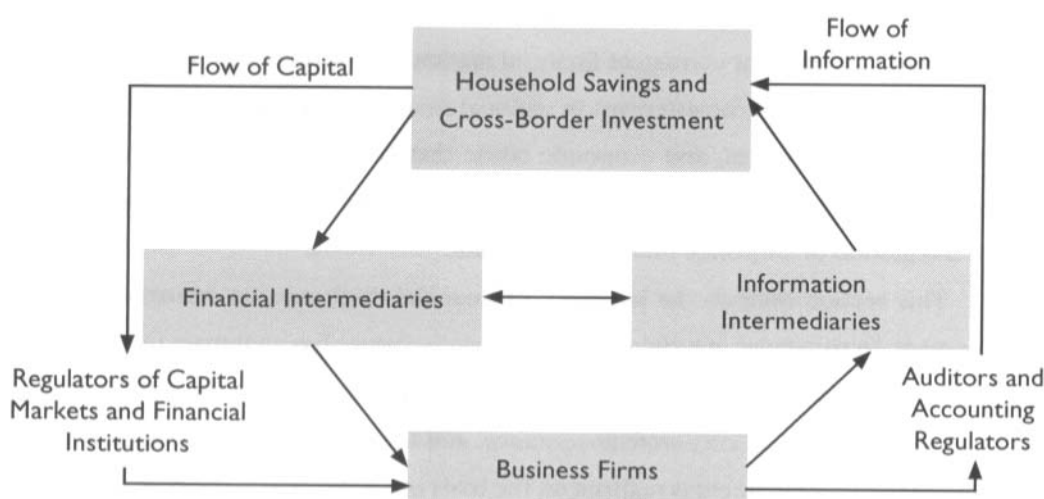 Flow of Capital
Flow of
Information
Household Savings and
Cross-Border Investment
Financial Intermediaries
Information
Intermediaries
Regulators of Capital
Markets and Financial
Institutions
Auditors and
Accounting
Regulators
Business Firms